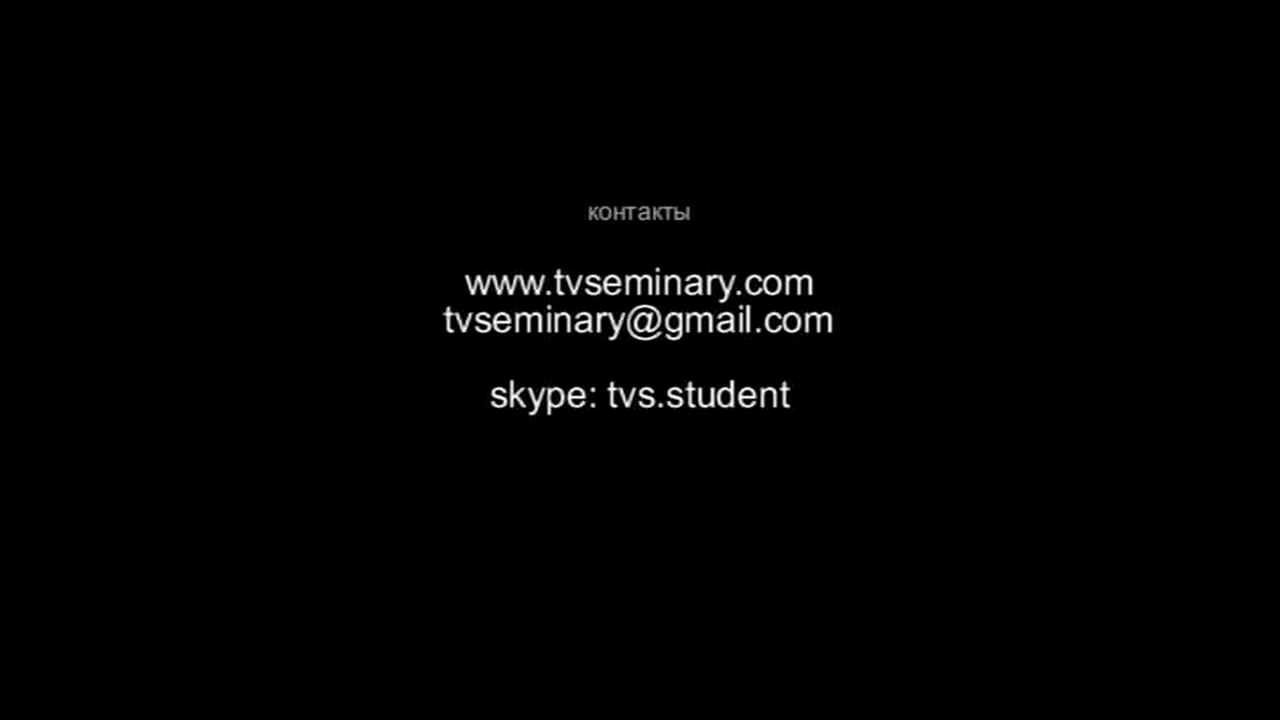 контакты
www.tvseminary.com
tvseminary@gmail.com
skype: tvs.student